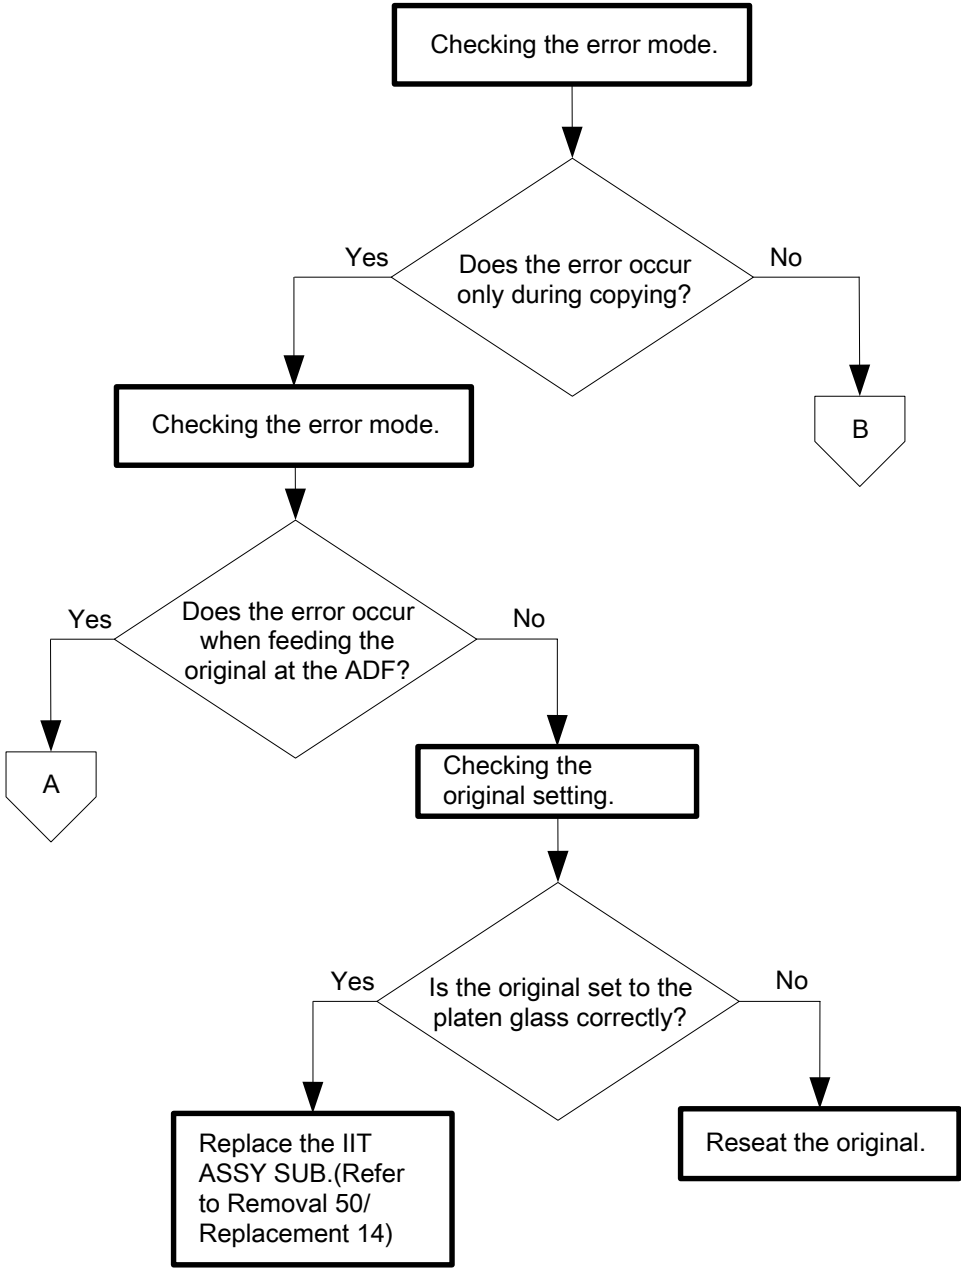 Checking the error mode.
Yes
Does the error occur
only during copying?
No
Checking the error mode.
B
Yes
Does the error occur
when feeding the
original at the ADF?
No
A
Checking the
original setting.
Yes
Is the original set to the
platen glass correctly?
No
Replace the IIT
ASSY SUB.(Refer
to Removal 50/
Replacement 14)
Reseat the original.